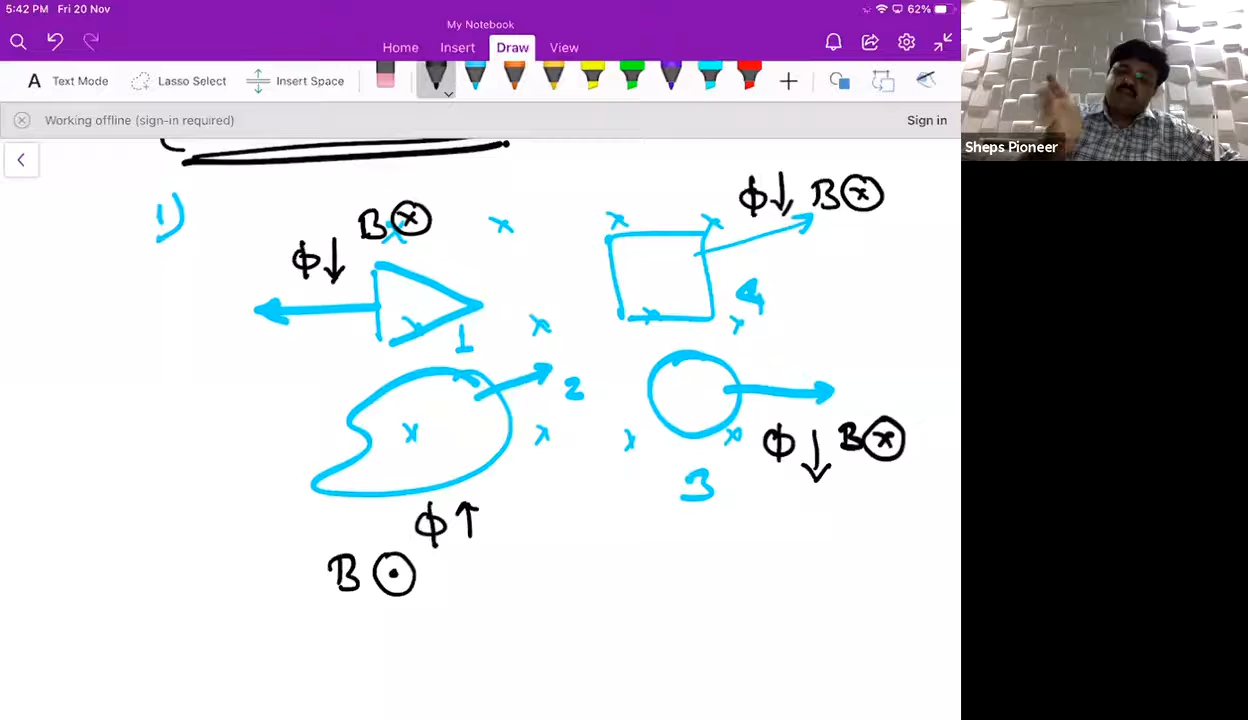 5:42 PM Fri 20 Nov
62%
My Notebook
Home Insert Draw View
A Text Mode Lasso Select Insert Space
Working offline (sign-in required) Sign in
Sheps Pioneer
1)
B ⊗
ϕ ↓ B ⊗
ϕ ↓
x x x x
x x x x
1
4
2
x x x x
ϕ ↓ B ⊗
3
ϕ ↑
B ⊙